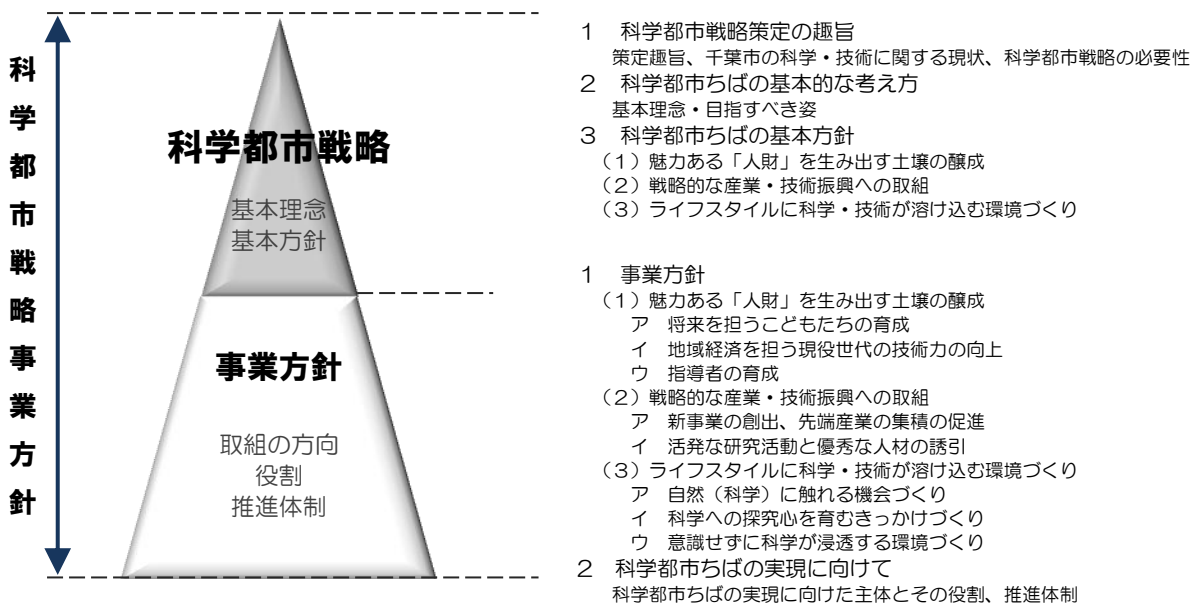 科学都市戦略事業方針
科学都市戦略
基本理念
基本方針
事業方針
取組の方向
役割
推進体制
1　科学都市戦略策定の趣旨
策定趣旨、千葉市の科学・技術に関する現状、科学都市戦略の必要性
2　科学都市ちばの基本的な考え方
基本理念・目指すべき姿
3　科学都市ちばの基本方針
（1）魅力ある「人財」を生み出す土壌の醸成
（2）戦略的な産業・技術振興への取組
（3）ライフスタイルに科学・技術が溶け込む環境づくり
1　事業方針
（1）魅力ある「人財」を生み出す土壌の醸成
ア　将来を担うこどもたちの育成
イ　地域経済を担う現役世代の技術力の向上
ウ　指導者の育成
（2）戦略的な産業・技術振興への取組
ア　新事業の創出、先端産業の集積の促進
イ　活発な研究活動と優秀な人材の誘引
（3）ライフスタイルに科学・技術が溶け込む環境づくり
ア　自然（科学）に触れる機会づくり
イ　科学への探究心を育むきっかけづくり
ウ　意識せずに科学が浸透する環境づくり
2　科学都市ちばの実現に向けて
科学都市ちばの実現に向けた主体とその役割、推進体制